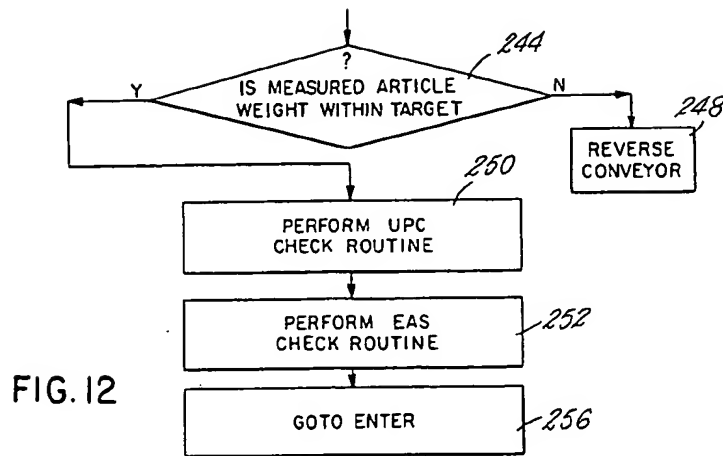 244
?
IS MEASURED ARTICLE
WEIGHT WITHIN TARGET
Y
N
248
REVERSE
CONVEYOR
250
PERFORM UPC
CHECK ROUTINE
PERFORM EAS
CHECK ROUTINE
252
FIG.12
GOTO ENTER
256